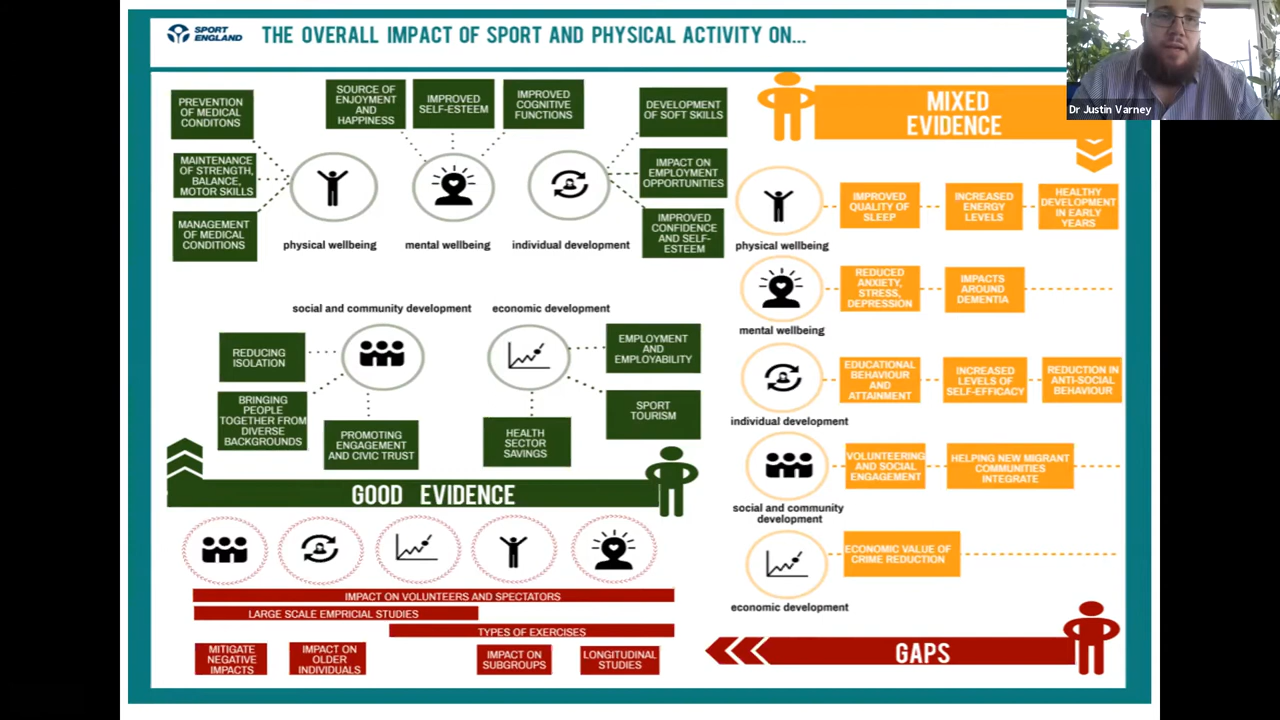 SPORT
ENGLAND
THE OVERALL IMPACT OF SPORT AND PHYSICAL ACTIVITY ON...
Dr Justin Varney
PREVENTION
OF MEDICAL
CONDITONS
MAINTENANCE
OF STRENGTH,
BALANCE,
MOTOR SKILLS
MANAGEMENT
OF MEDICAL
CONDITIONS
physical wellbeing
SOURCE OF
ENJOYMENT
AND
HAPPINESS
IMPROVED
SELF-ESTEEM
IMPROVED
COGNITIVE
FUNCTIONS
mental wellbeing
DEVELOPMENT
OF SOFT SKILLS
IMPACT ON
EMPLOYMENT
OPPORTUNITIES
IMPROVED
CONFIDENCE
AND SELF-
ESTEEM
individual development
social and community development
REDUCING
ISOLATION
BRINGING
PEOPLE
TOGETHER FROM
DIVERSE
BACKGROUNDS
PROMOTING
ENGAGEMENT
AND CIVIC TRUST
economic development
EMPLOYMENT
AND
EMPLOYABILITY
SPORT
TOURISM
HEALTH
SECTOR
SAVINGS
GOOD EVIDENCE
MIXED
EVIDENCE
physical wellbeing
IMPROVED
QUALITY OF
SLEEP
INCREASED
ENERGY
LEVELS
HEALTHY
DEVELOPMENT
IN EARLY
YEARS
mental wellbeing
REDUCED
ANXIETY,
STRESS,
DEPRESSION
IMPACTS
AROUND
DEMENTIA
individual development
EDUCATIONAL
BEHAVIOUR
AND
ATTAINMENT
INCREASED
LEVELS OF
SELF-EFFICACY
REDUCTION IN
ANTI-SOCIAL
BEHAVIOUR
social and community
development
VOLUNTEERING
AND SOCIAL
ENGAGEMENT
HELPING NEW MIGRANT
COMMUNITIES
INTEGRATE
economic development
ECONOMIC VALUE OF
CRIME REDUCTION
IMPACT ON VOLUNTEERS AND SPECTATORS
LARGE SCALE EMPRICIAL STUDIES
TYPES OF EXERCISES
MITIGATE
NEGATIVE
IMPACTS
IMPACT ON
OLDER
INDIVIDUALS
IMPACT ON
SUBGROUPS
LONGITUDINAL
STUDIES
GAPS